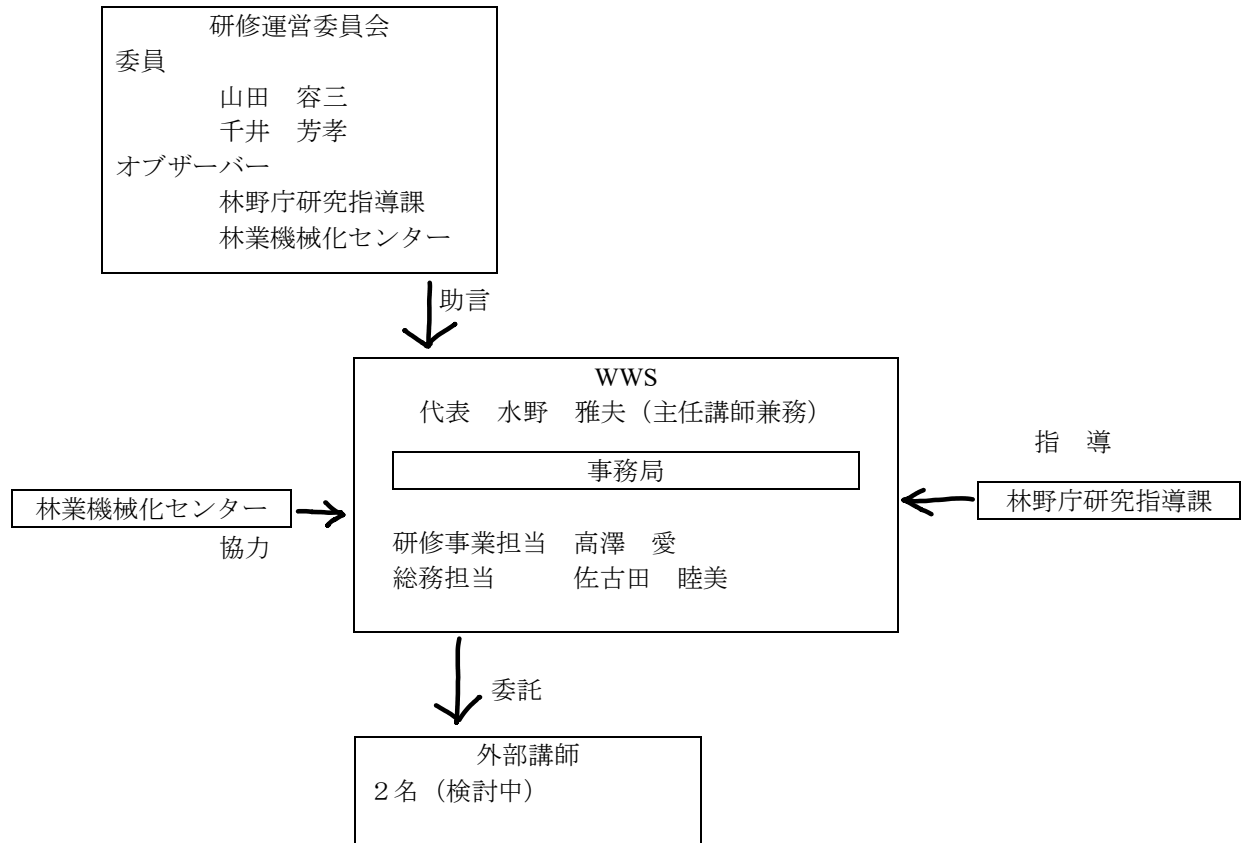 研修運営委員会
委員
山田　容三
千井　芳孝
オブザーバー
林野庁研究指導課
林業機械化センター
助言
WWS
代表　水野　雅夫（主任講師兼務）
事務局
研修事業担当　高澤　愛
総務担当　　　佐古田　睦美
林業機械化センター
協力
指　導
林野庁研究指導課
委託
外部講師
２名（検討中）